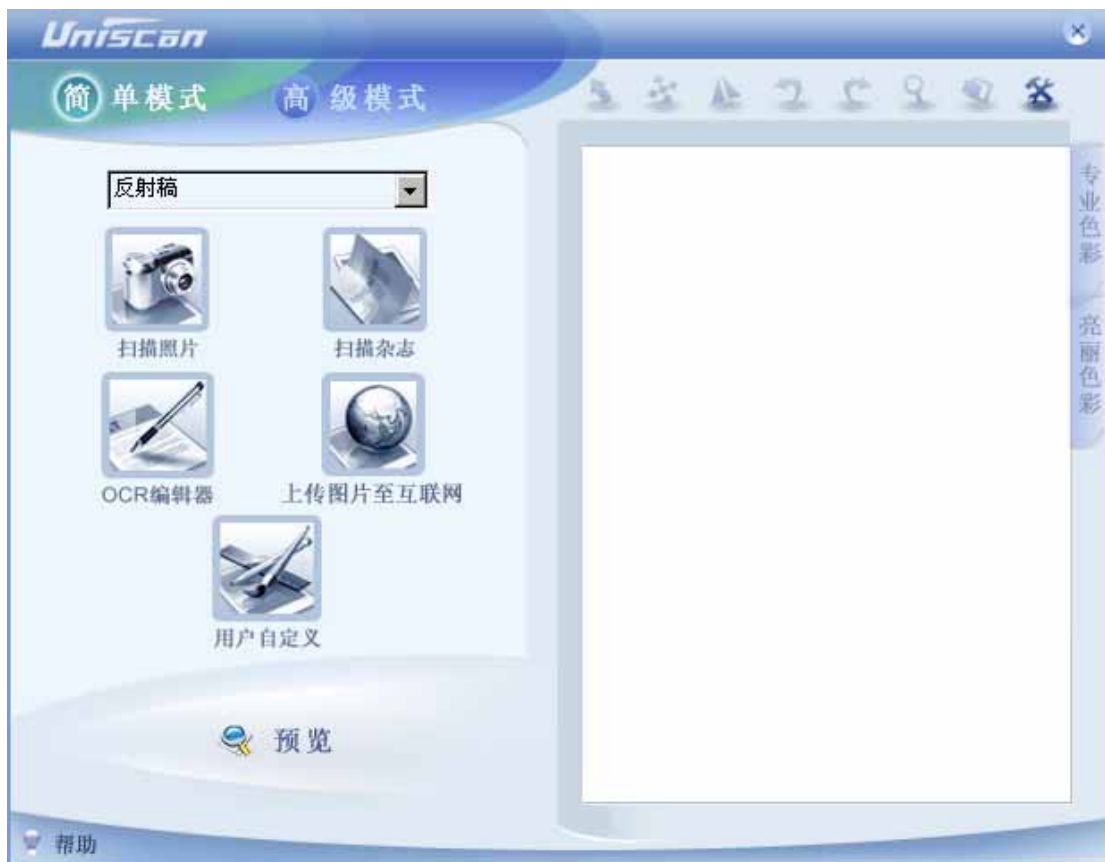 Uniscan
简单模式 高级模式
反射稿
扫描照片 扫描杂志
OCR编辑器 上传图片至互联网
用户自定义
预览
帮助
专业色彩
亮丽色彩